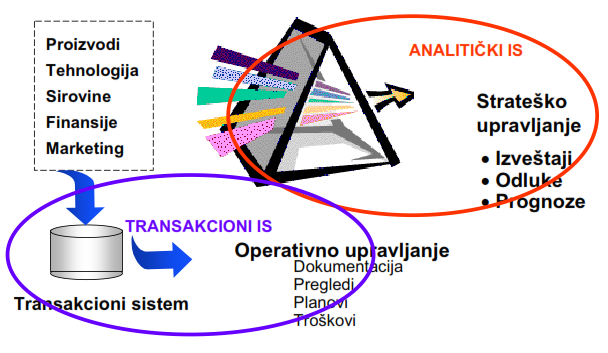 Proizvodi
Tehnologija
Sirovine
Finansije
Marketing
ANALITIČKI IS
Strateško
upravljanje
• Izveštaji
• Odluke
• Prognoze
TRANSAKCIONI IS
Operativno upravljanje
Dokumentacija
Pregledi
Planovi
Troškovi
Transakcioni sistem